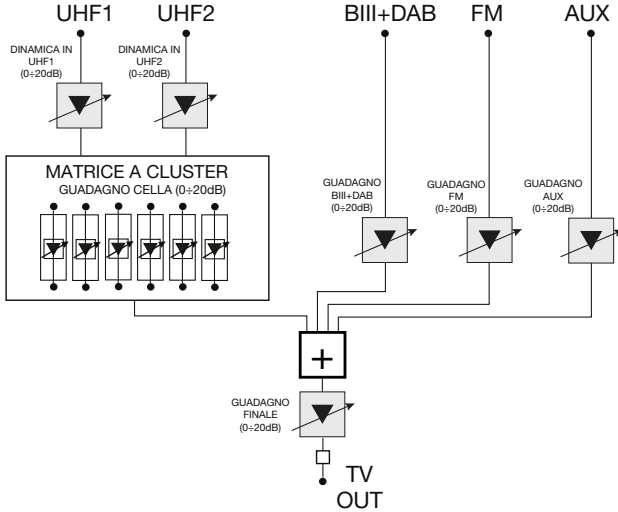 UHF1
UHF2
BIII+DAB
FM
AUX
DINAMICA IN
UHF1
(0÷20dB)
DINAMICA IN
UHF2
(0÷20dB)
MATRICE A CLUSTER
GUADAGNO CELLA (0÷20dB)
GUADAGNO
BIII+DAB
(0÷20dB)
GUADAGNO
FM
(0÷20dB)
GUADAGNO
AUX
(0÷20dB)
+
GUADAGNO
FINALE
(0÷20dB)
TV
OUT